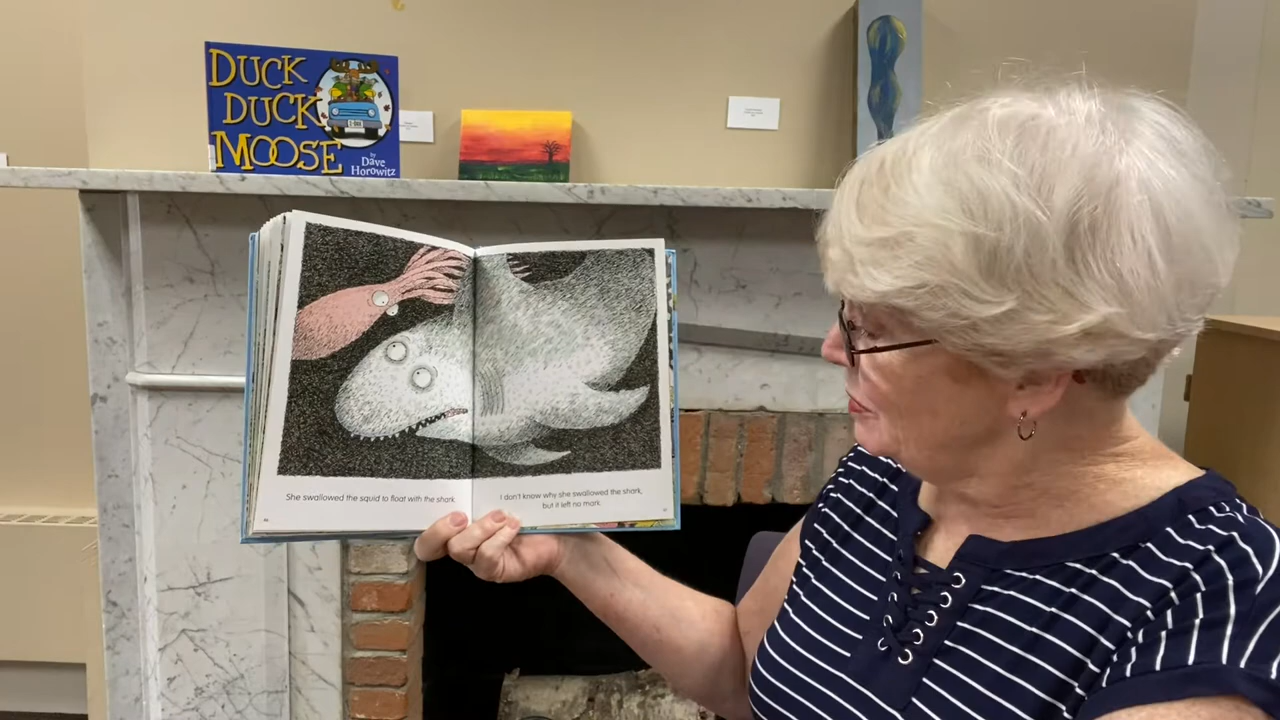 DUCK
DUCK
MOOSE
by
Dave
Horowitz
She swallowed the squid to float with the shark.
I don't know why she swallowed the shark,
but it left no mark.